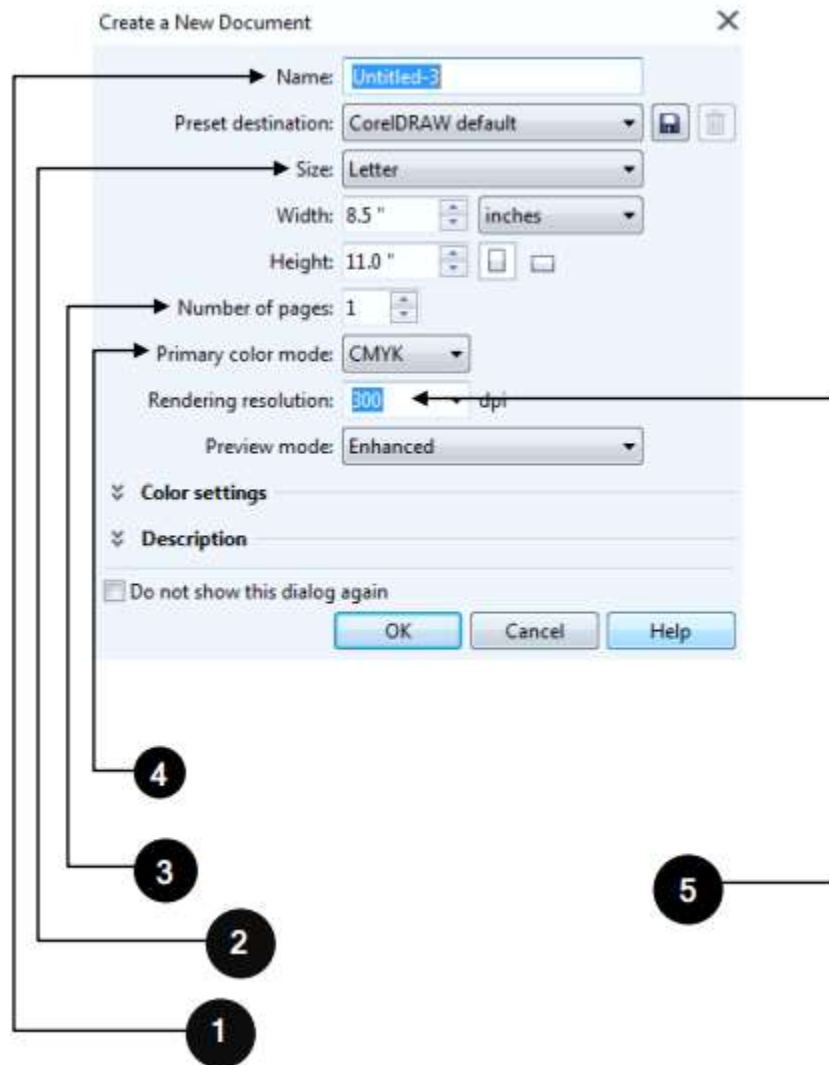 Create a New Document
Name: Untitled-3
Preset destination: CorelDRAW default
Size: Letter
Width: 8.5 " inches
Height: 11.0 "
Number of pages: 1
Primary color mode: CMYK
Rendering resolution: 300 dpi
Preview mode: Enhanced
Color settings
Description
Do not show this dialog again
OK Cancel Help
4
3
5
2
1